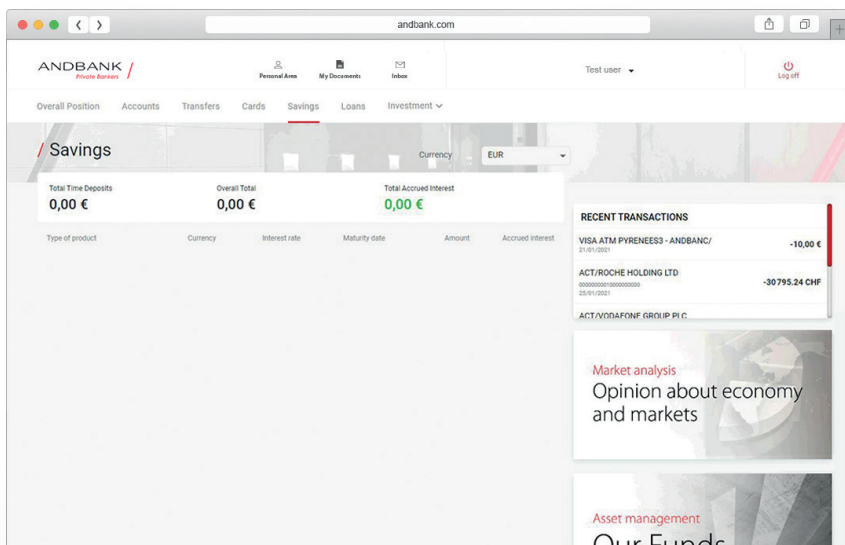 andbank.com
ANDBANK /
Private Bankers
Personal Area
My Documents
Inbox
Test user
Log off
Overall Position
Accounts
Transfers
Cards
Savings
Loans
Investment
/ Savings
Currency
EUR
Total Time Deposits
0,00 €
Overall Total
0,00 €
Total Accrued Interest
0,00 €
Type of product
Currency
Interest rate
Maturity date
Amount
Accrued interest
RECENT TRANSACTIONS
VISA ATM PYRENEES3 - ANDBANC/
21/01/2021
-10,00 €
ACT/ROCHE HOLDING LTD
25/01/2021
-30 795.24 CHF
ACT/VODAFONE GROUP PLC
Market analysis
Opinion about economy
and markets
Asset management
Our Funds